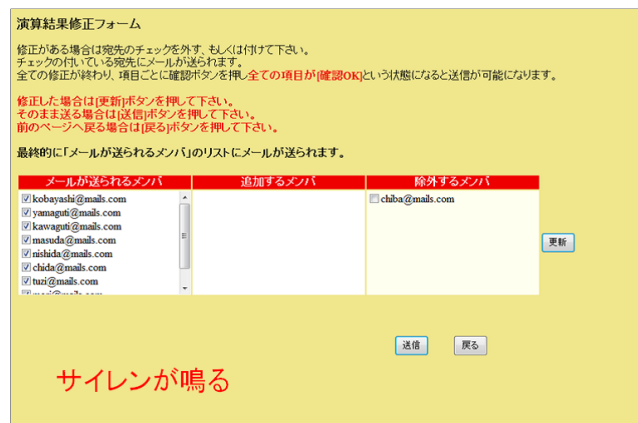 演算結果修正フォーム
修正がある場合は宛先のチェックを外す、もしくは付けて下さい。
チェックの付いている宛先にメールが送られます。
全ての修正が終わり、項目ごとに確認ボタンを押し全ての項目が[確認OK]という状態になると送信が可能になります。
修正した場合は[更新]ボタンを押して下さい。
そのまま送る場合は[送信]ボタンを押して下さい。
前のページへ戻る場合は[戻る]ボタンを押して下さい。
最終的に「メールが送られるメンバ」のリストにメールが送られます。
メールが送られるメンバ 追加するメンバ 除外するメンバ
kobayashi@mails.com chiba@mails.com
yamaguti@mails.com
kawaguti@mails.com
masuda@mails.com
更新
nishida@mails.com
chida@mails.com
tuzi@mails.com
送信 戻る
サイレンが鳴る